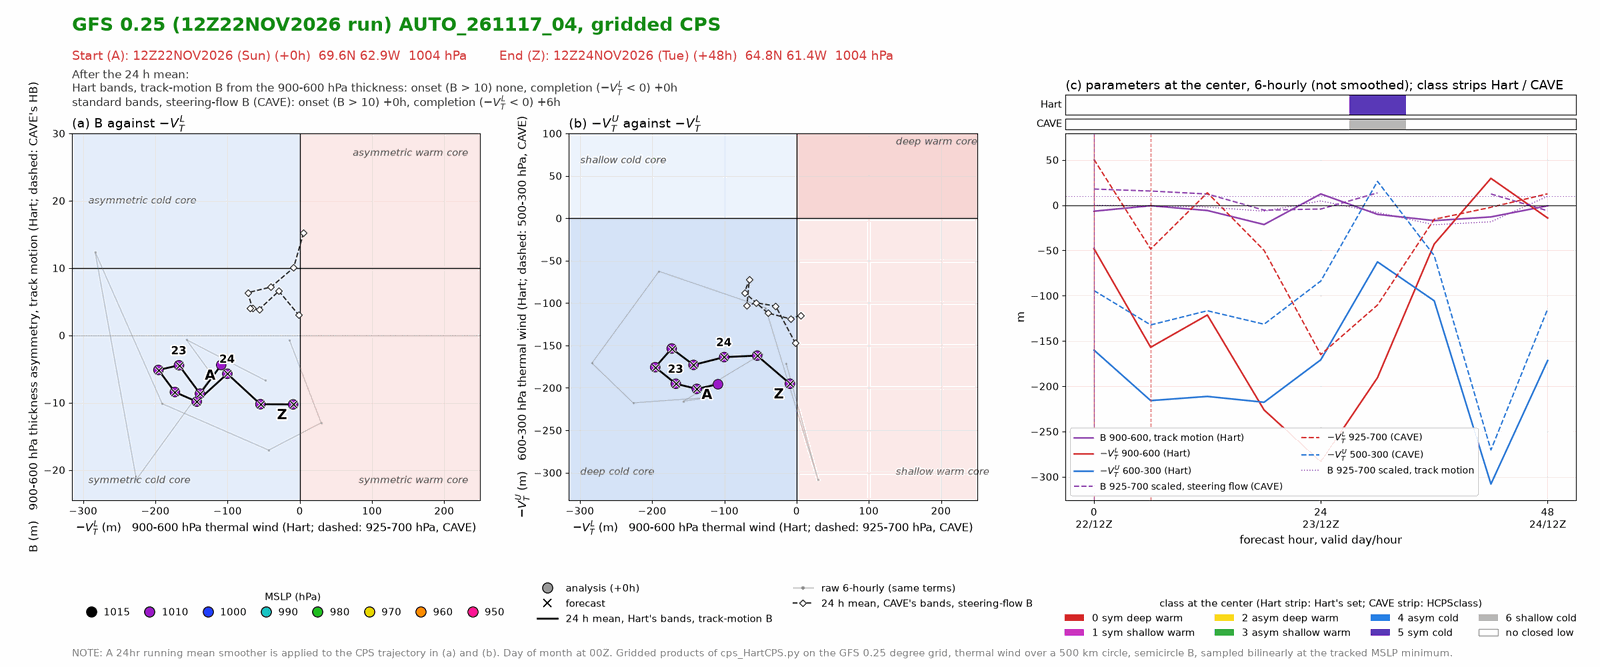 GFS 0.25 (12Z22NOV2026 run) AUTO_261117_04, gridded CPS
Start (A): 12Z22NOV2026 (Sun) (+0h)  69.6N 62.9W  1004 hPa        End (Z): 12Z24NOV2026 (Tue) (+48h)  64.8N 61.4W  1004 hPa
After the 24 h mean:
Hart bands, track-motion B from the 900-600 hPa thickness: onset (B > 10) none, completion (−V_T^L < 0) +0h
standard bands, steering-flow B (CAVE): onset (B > 10) +0h, completion (−V_T^L < 0) +6h
(a) B against −V_T^L
B (m)   900-600 hPa thickness asymmetry, track motion (Hart; dashed: CAVE's HB)
30
20
10
0
−10
−20
asymmetric warm core
asymmetric cold core
symmetric cold core
symmetric warm core
23
24
A
Z
−300
−200
−100
0
100
200
−V_T^L (m)   900-600 hPa thermal wind (Hart; dashed: 925-700 hPa, CAVE)
(b) −V_T^U against −V_T^L
−V_T^U (m)   600-300 hPa thermal wind (Hart; dashed: 500-300 hPa, CAVE)
100
50
0
−50
−100
−150
−200
−250
−300
deep warm core
shallow cold core
deep cold core
shallow warm core
24
23
A
Z
−300
−200
−100
0
100
200
−V_T^L (m)   900-600 hPa thermal wind (Hart; dashed: 925-700 hPa, CAVE)
(c) parameters at the center, 6-hourly (not smoothed); class strips Hart / CAVE
Hart
CAVE
m
50
0
−50
−100
−150
−200
−250
−300
B 900-600, track motion (Hart)
−V_T^L 900-600 (Hart)
−V_T^U 600-300 (Hart)
B 925-700 scaled, steering flow (CAVE)
−V_T^L 925-700 (CAVE)
−V_T^U 500-300 (CAVE)
B 925-700 scaled, track motion
0
22/12Z
24
23/12Z
48
24/12Z
forecast hour, valid day/hour
MSLP (hPa)
1015
1010
1000
990
980
970
960
950
analysis (+0h)
forecast
24 h mean, Hart's bands, track-motion B
raw 6-hourly (same terms)
24 h mean, CAVE's bands, steering-flow B
class at the center (Hart strip: Hart's set; CAVE strip: HCPSclass)
0 sym deep warm
2 asym deep warm
4 asym cold
6 shallow cold
1 sym shallow warm
3 asym shallow warm
5 sym cold
no closed low
NOTE: A 24hr running mean smoother is applied to the CPS trajectory in (a) and (b). Day of month at 00Z. Gridded products of cps_HartCPS.py on the GFS 0.25 degree grid, thermal wind over a 500 km circle, semicircle B, sampled bilinearly at the tracked MSLP minimum.